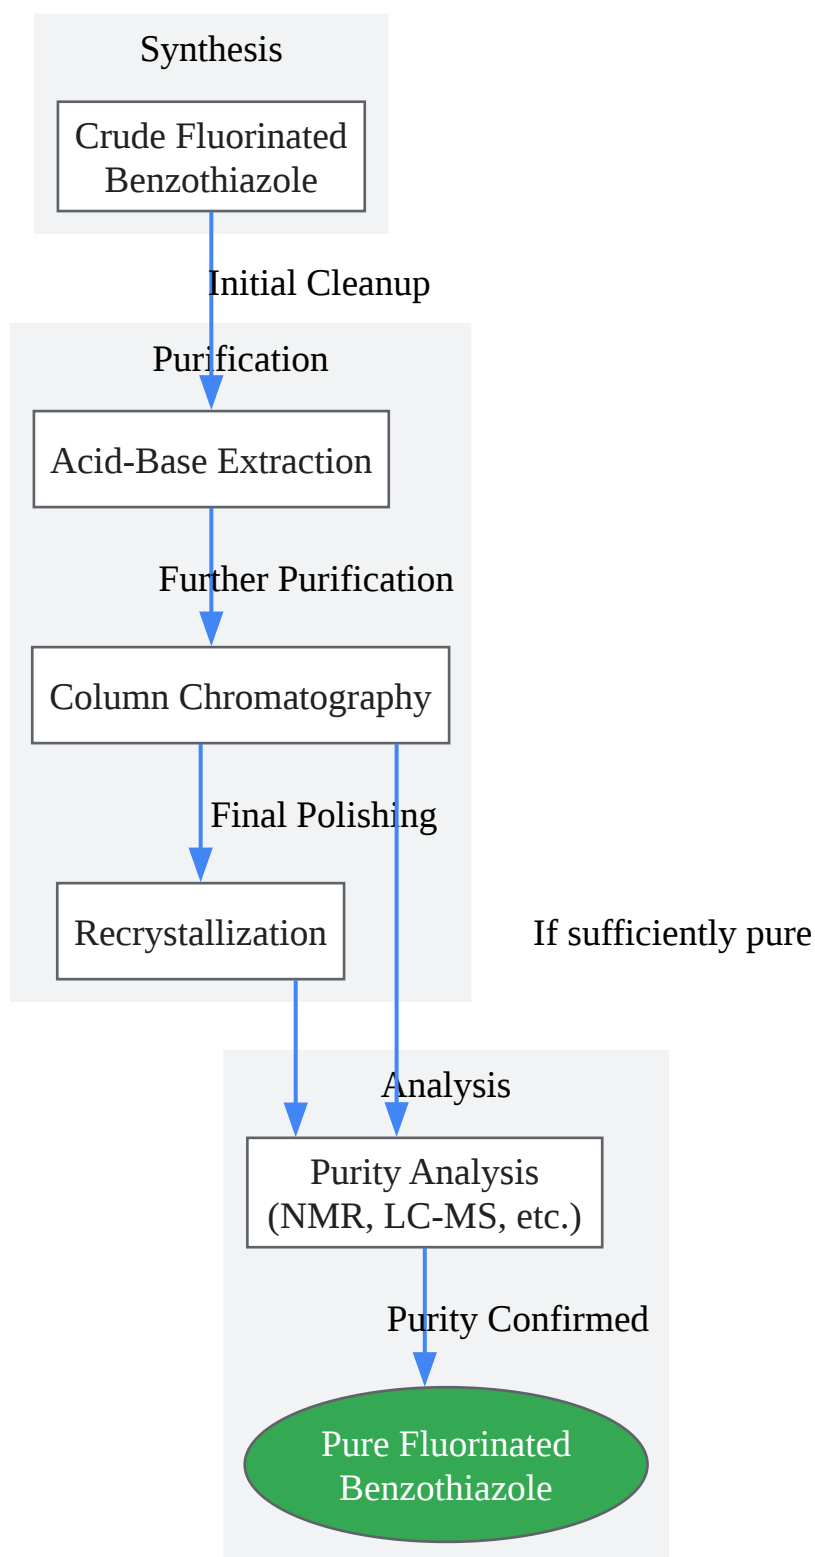 Synthesis
Crude Fluorinated
Benzothiazole
Initial Cleanup
Purification
Acid-Base Extraction
Further Purification
Column Chromatography
Final Polishing
Recrystallization
If sufficiently pure
Analysis
Purity Analysis
(NMR, LC-MS, etc.)
Purity Confirmed
Pure Fluorinated
Benzothiazole